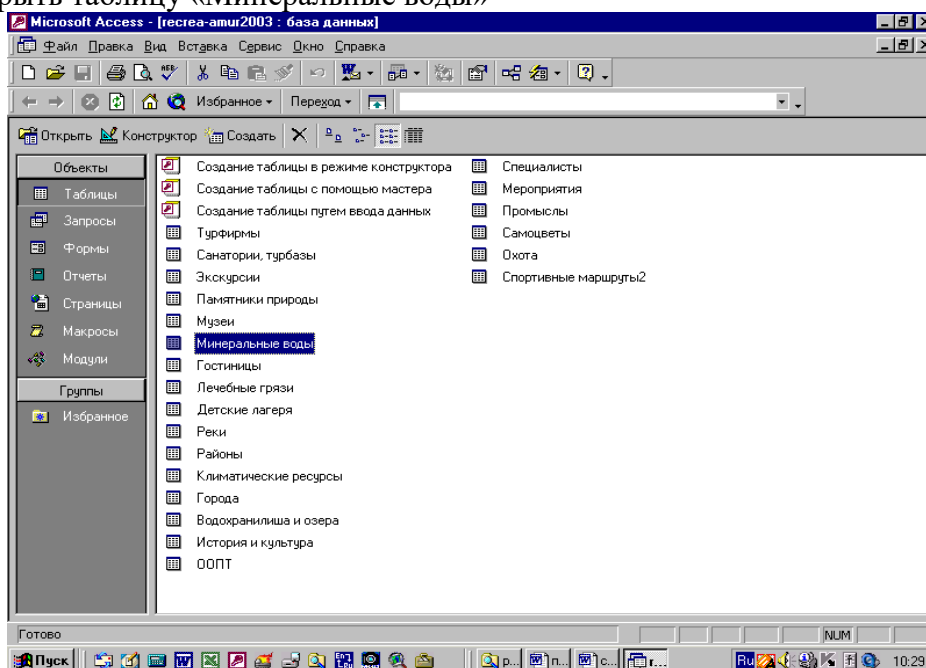 рыть таблицу «Минеральные воды»
Microsoft Access - [recrea-amur2003 : база данных]
Файл Правка Вид Вставка Сервис Окно Справка
Избранное Переход
Открыть Конструктор Создать
Объекты
Таблицы
Запросы
Формы
Отчеты
Страницы
Макросы
Модули
Группы
Избранное
Создание таблицы в режиме конструктора
Создание таблицы с помощью мастера
Создание таблицы путем ввода данных
Турфирмы
Санатории, турбазы
Экскурсии
Памятники природы
Музеи
Минеральные воды
Гостиницы
Лечебные грязи
Детские лагеря
Реки
Районы
Климатические ресурсы
Города
Водохранилиша и озера
История и культура
ООПТ
Специалисты
Мероприятия
Промыслы
Самоцветы
Охота
Спортивные маршруты2
Готово NUM
Пуск р... п... с... r... Ru 10:29